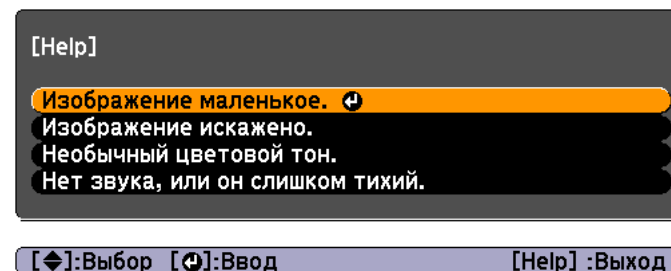 [Help]
Изображение маленькое.
Изображение искажено.
Необычный цветовой тон.
Нет звука, или он слишком тихий.
[◆]:Выбор [⏎]:Ввод [Help] :Выход